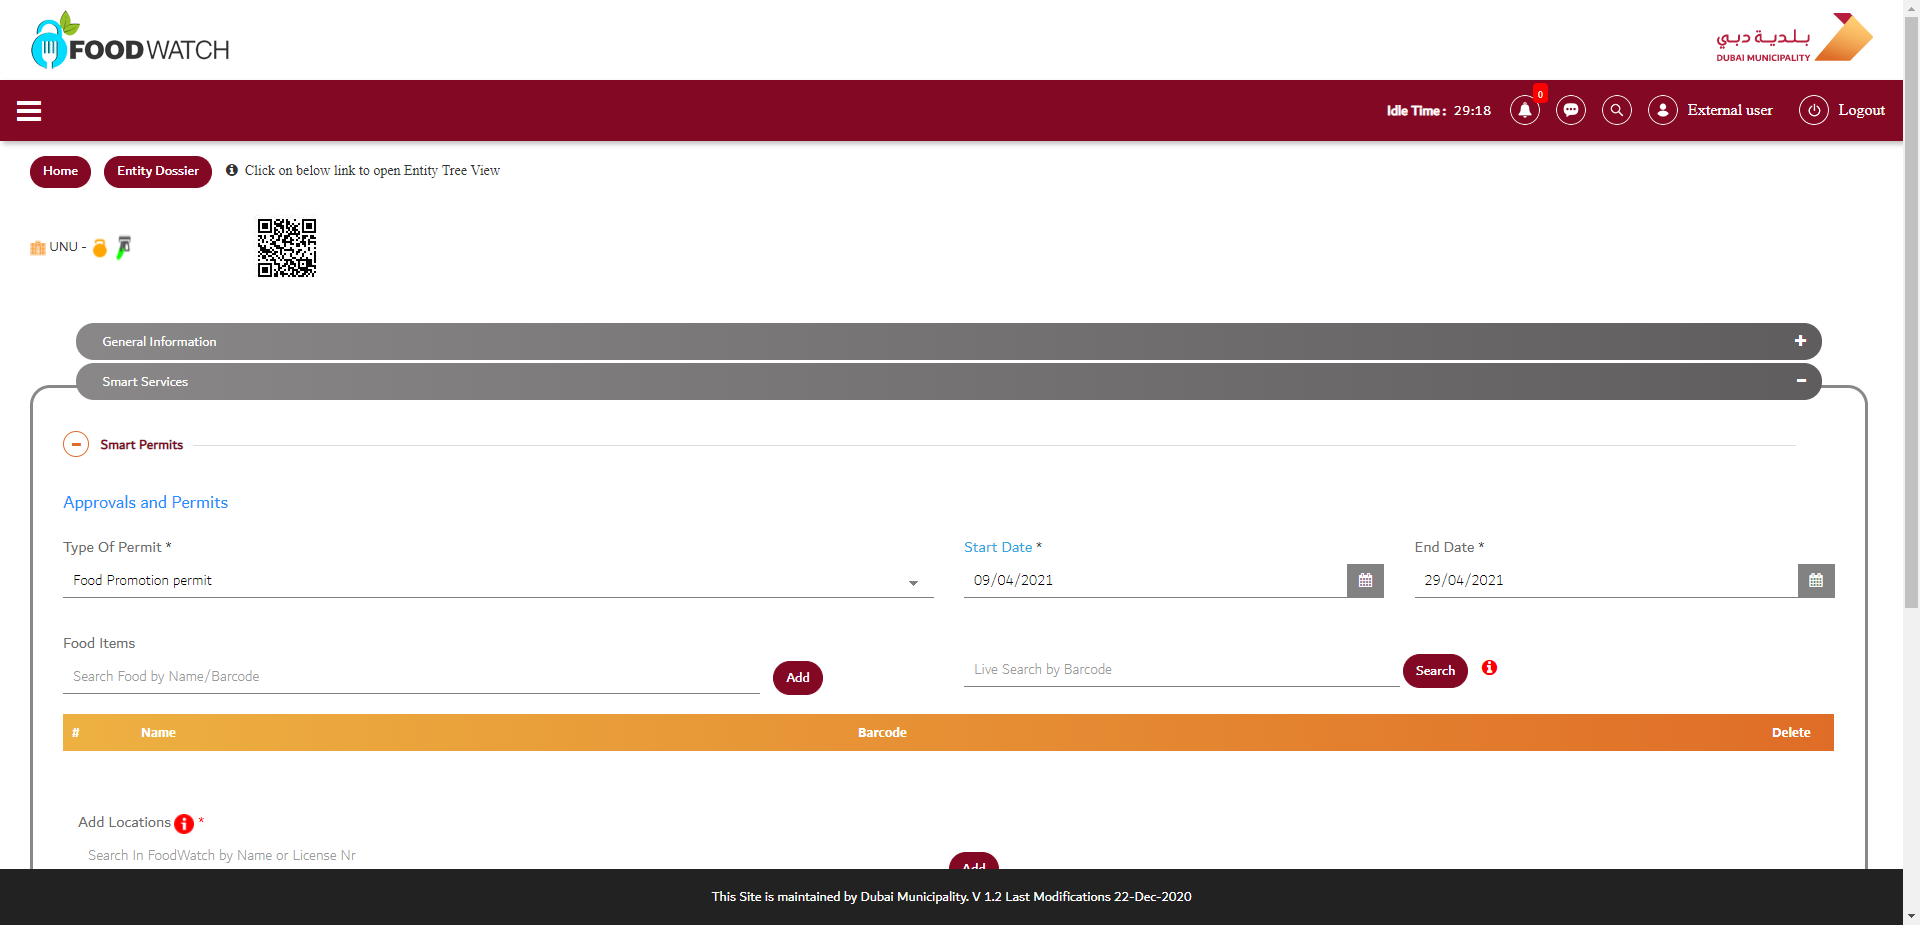 FOODWATCH
بلدية دبي
DUBAI MUNICIPALITY
Idle Time : 29:18
0
External user
Logout
Home
Entity Dossier
Click on below link to open Entity Tree View
UNU -
General Information
Smart Services
Smart Permits
Approvals and Permits
Type Of Permit *
Start Date *
End Date *
Food Promotion permit
09/04/2021
29/04/2021
Food Items
Search Food by Name/Barcode
Add
Live Search by Barcode
Search
# Name Barcode Delete
Add Locations *
Search In FoodWatch by Name or License Nr
Add
This Site is maintained by Dubai Municipality. V 1.2 Last Modifications 22-Dec-2020